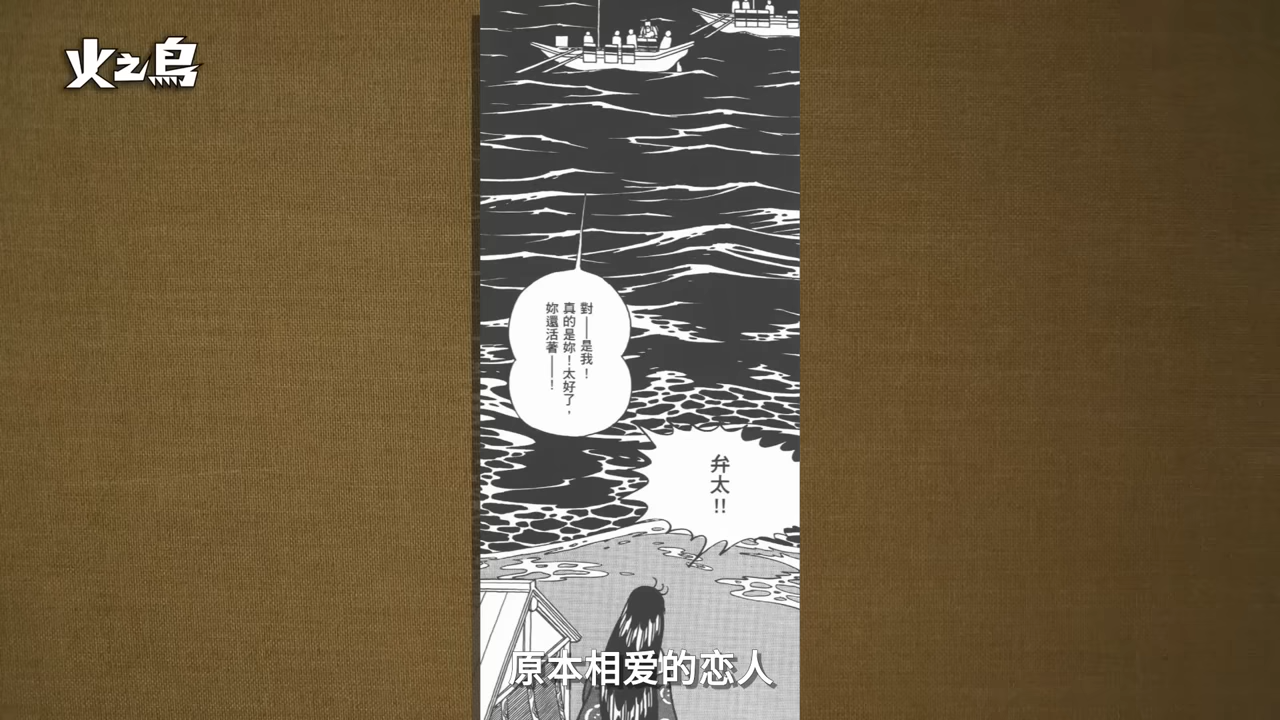 火之鳥
對——是我！
真的是妳！太好了，
妳還活著——！
弁太!!
原本相爱的恋人